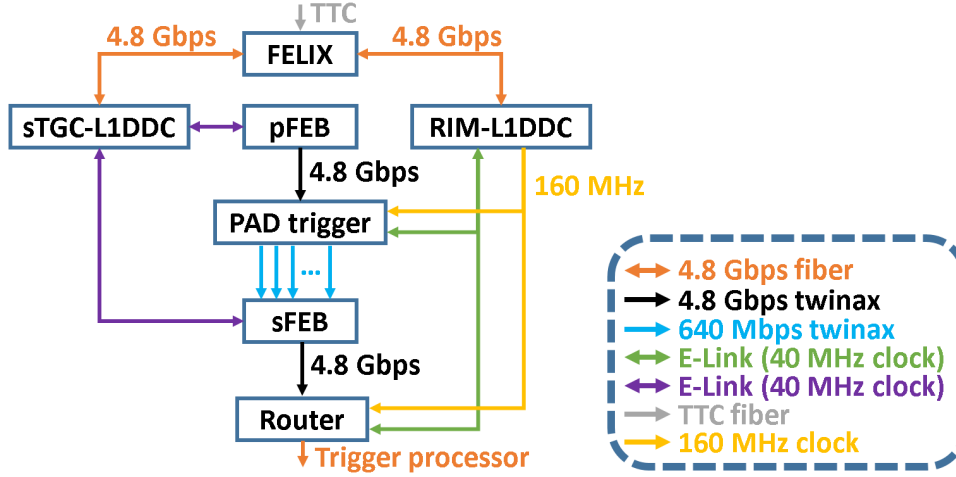 TTC
4.8 Gbps
FELIX
4.8 Gbps
sTGC-L1DDC
pFEB
RIM-L1DDC
4.8 Gbps
160 MHz
PAD trigger
...
sFEB
4.8 Gbps
Router
Trigger processor
4.8 Gbps fiber
4.8 Gbps twinax
640 Mbps twinax
E-Link (40 MHz clock)
E-Link (40 MHz clock)
TTC fiber
160 MHz clock